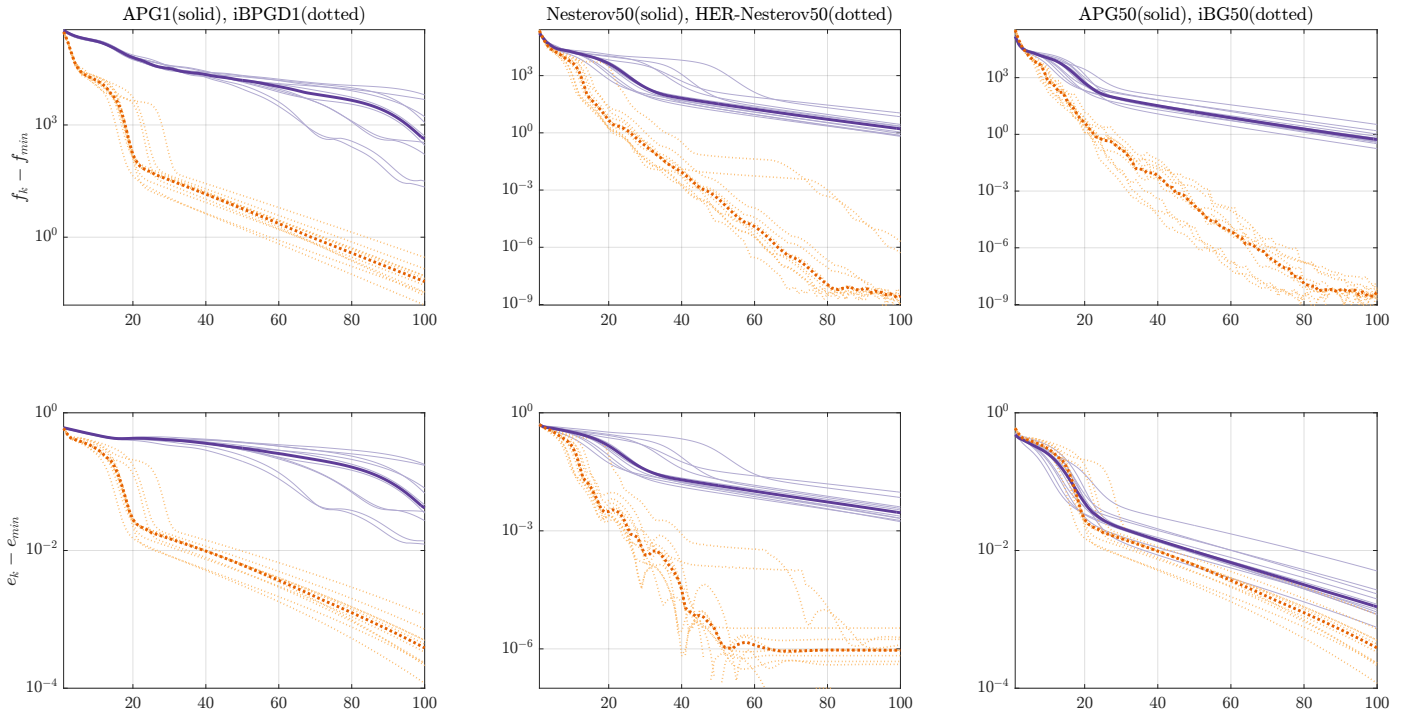 APG1(solid), iBPGD1(dotted)
Nesterov50(solid), HER-Nesterov50(dotted)
APG50(solid), iBG50(dotted)
f_k − f_min
10^3
10^0
20 40 60 80 100
10^3
10^0
10^−3
10^−6
10^−9
20 40 60 80 100
10^3
10^0
10^−3
10^−6
10^−9
20 40 60 80 100
e_k − e_min
10^0
10^−2
10^−4
20 40 60 80 100
10^0
10^−3
10^−6
20 40 60 80 100
10^0
10^−2
10^−4
20 40 60 80 100